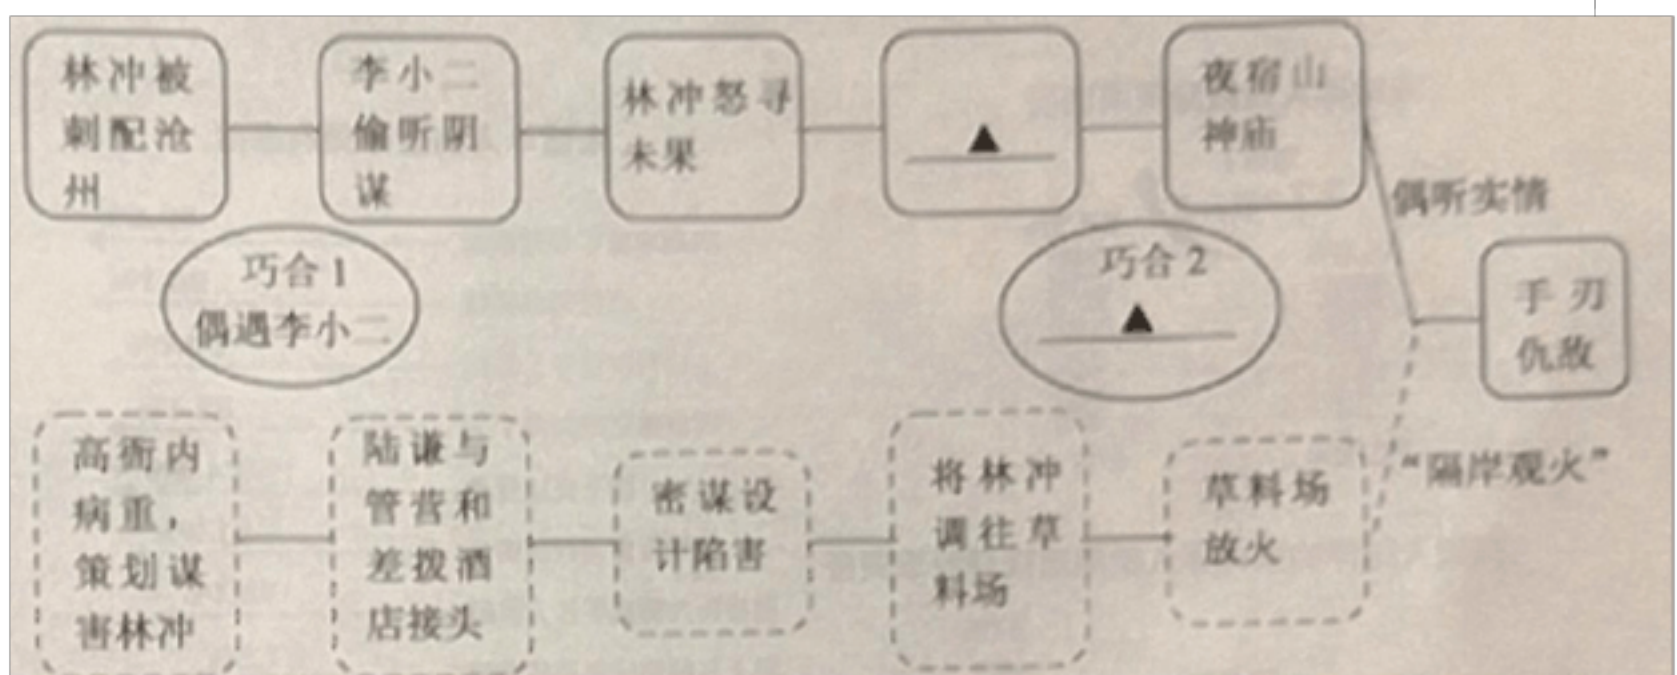 林冲被
刺配沧
州
李小二
偷听阴
谋
林冲怒寻
未果
▲
夜宿山
神庙
偶听实情
巧合1
偶遇李小二
巧合2
▲
手刃
仇敌
高衙内
病重，
策划谋
害林冲
陆谦与
管营和
差拨酒
店接头
密谋设
计陷害
将林冲
调往草
料场
草料场
放火
“隔岸观火”